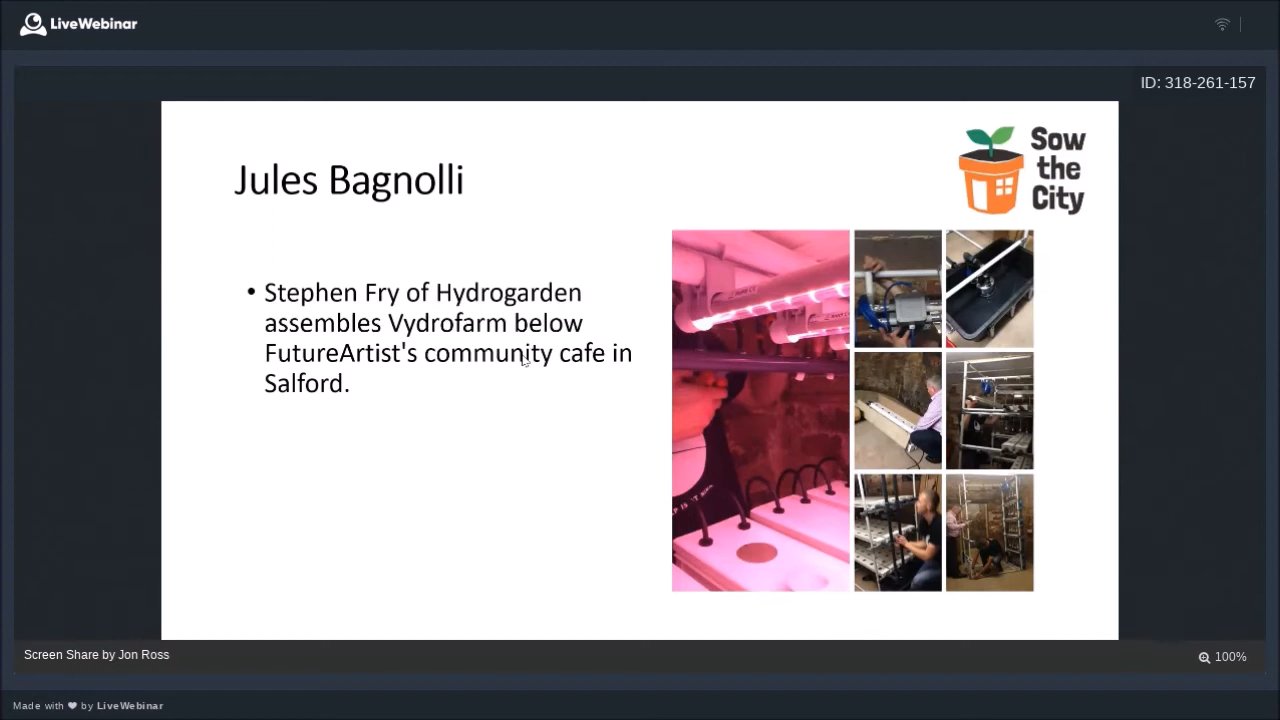 LiveWebinar
ID: 318-261-157
Jules Bagnolli
Sow
the
City
• Stephen Fry of Hydrogarden
assembles Vydrofarm below
FutureArtist's community cafe in
Salford.
Screen Share by Jon Ross
100%
Made with ❤ by LiveWebinar